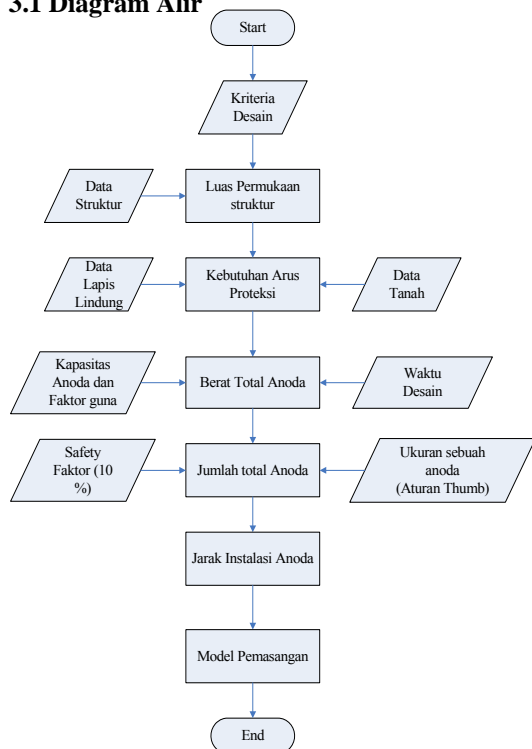 3.1 Diagram Alir
Start
Kriteria
Desain
Data
Struktur
Luas Permukaan
struktur
Data
Lapis
Lindung
Kebutuhan Arus
Proteksi
Data
Tanah
Kapasitas
Anoda dan
Faktor guna
Berat Total Anoda
Waktu
Desain
Safety
Faktor (10
%)
Jumlah total Anoda
Ukuran sebuah
anoda
(Aturan Thumb)
Jarak Instalasi Anoda
Model Pemasangan
End